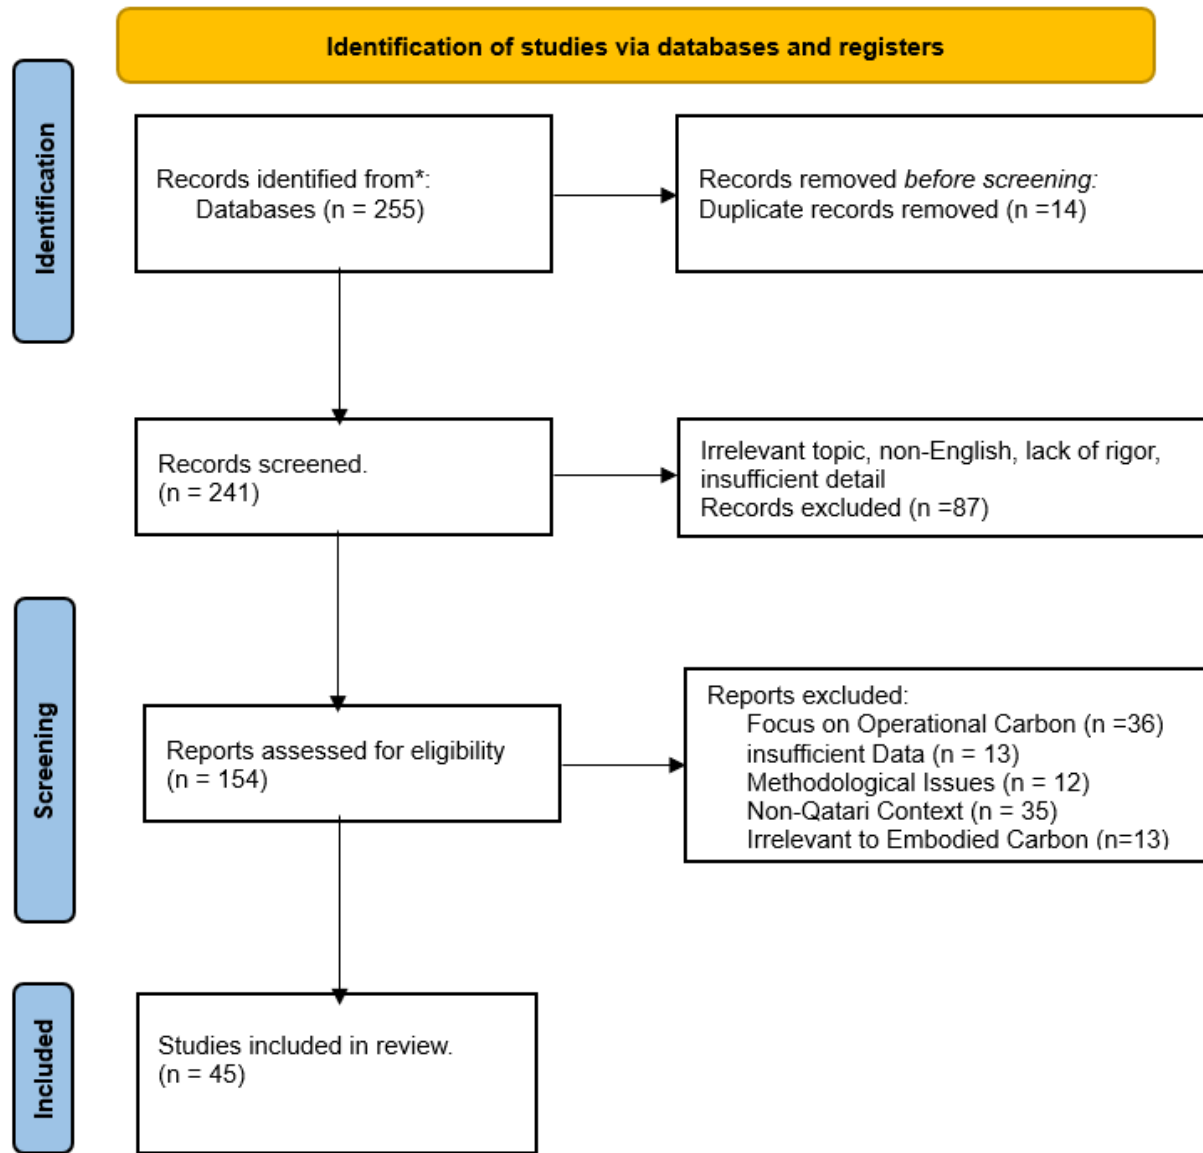 Identification of studies via databases and registers
Identification
Records identified from*:
Databases (n = 255)
Records removed before screening:
Duplicate records removed (n =14)
Records screened.
(n = 241)
Irrelevant topic, non-English, lack of rigor,
insufficient detail
Records excluded (n =87)
Screening
Reports assessed for eligibility
(n = 154)
Reports excluded:
Focus on Operational Carbon (n =36)
insufficient Data (n = 13)
Methodological Issues (n = 12)
Non-Qatari Context (n = 35)
Irrelevant to Embodied Carbon (n=13)
Included
Studies included in review.
(n = 45)